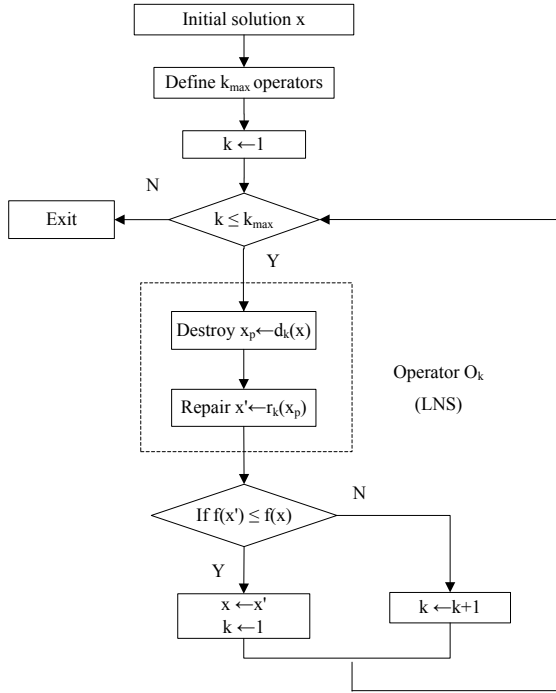 Initial solution x
Define kmax operators
k ←1
N
Exit
k ≤ kmax
Y
Destroy xp←dk(x)
Repair x'←rk(xp)
Operator Ok
(LNS)
If f(x') ≤ f(x)
N
Y
x ←x'
k ←1
k ←k+1